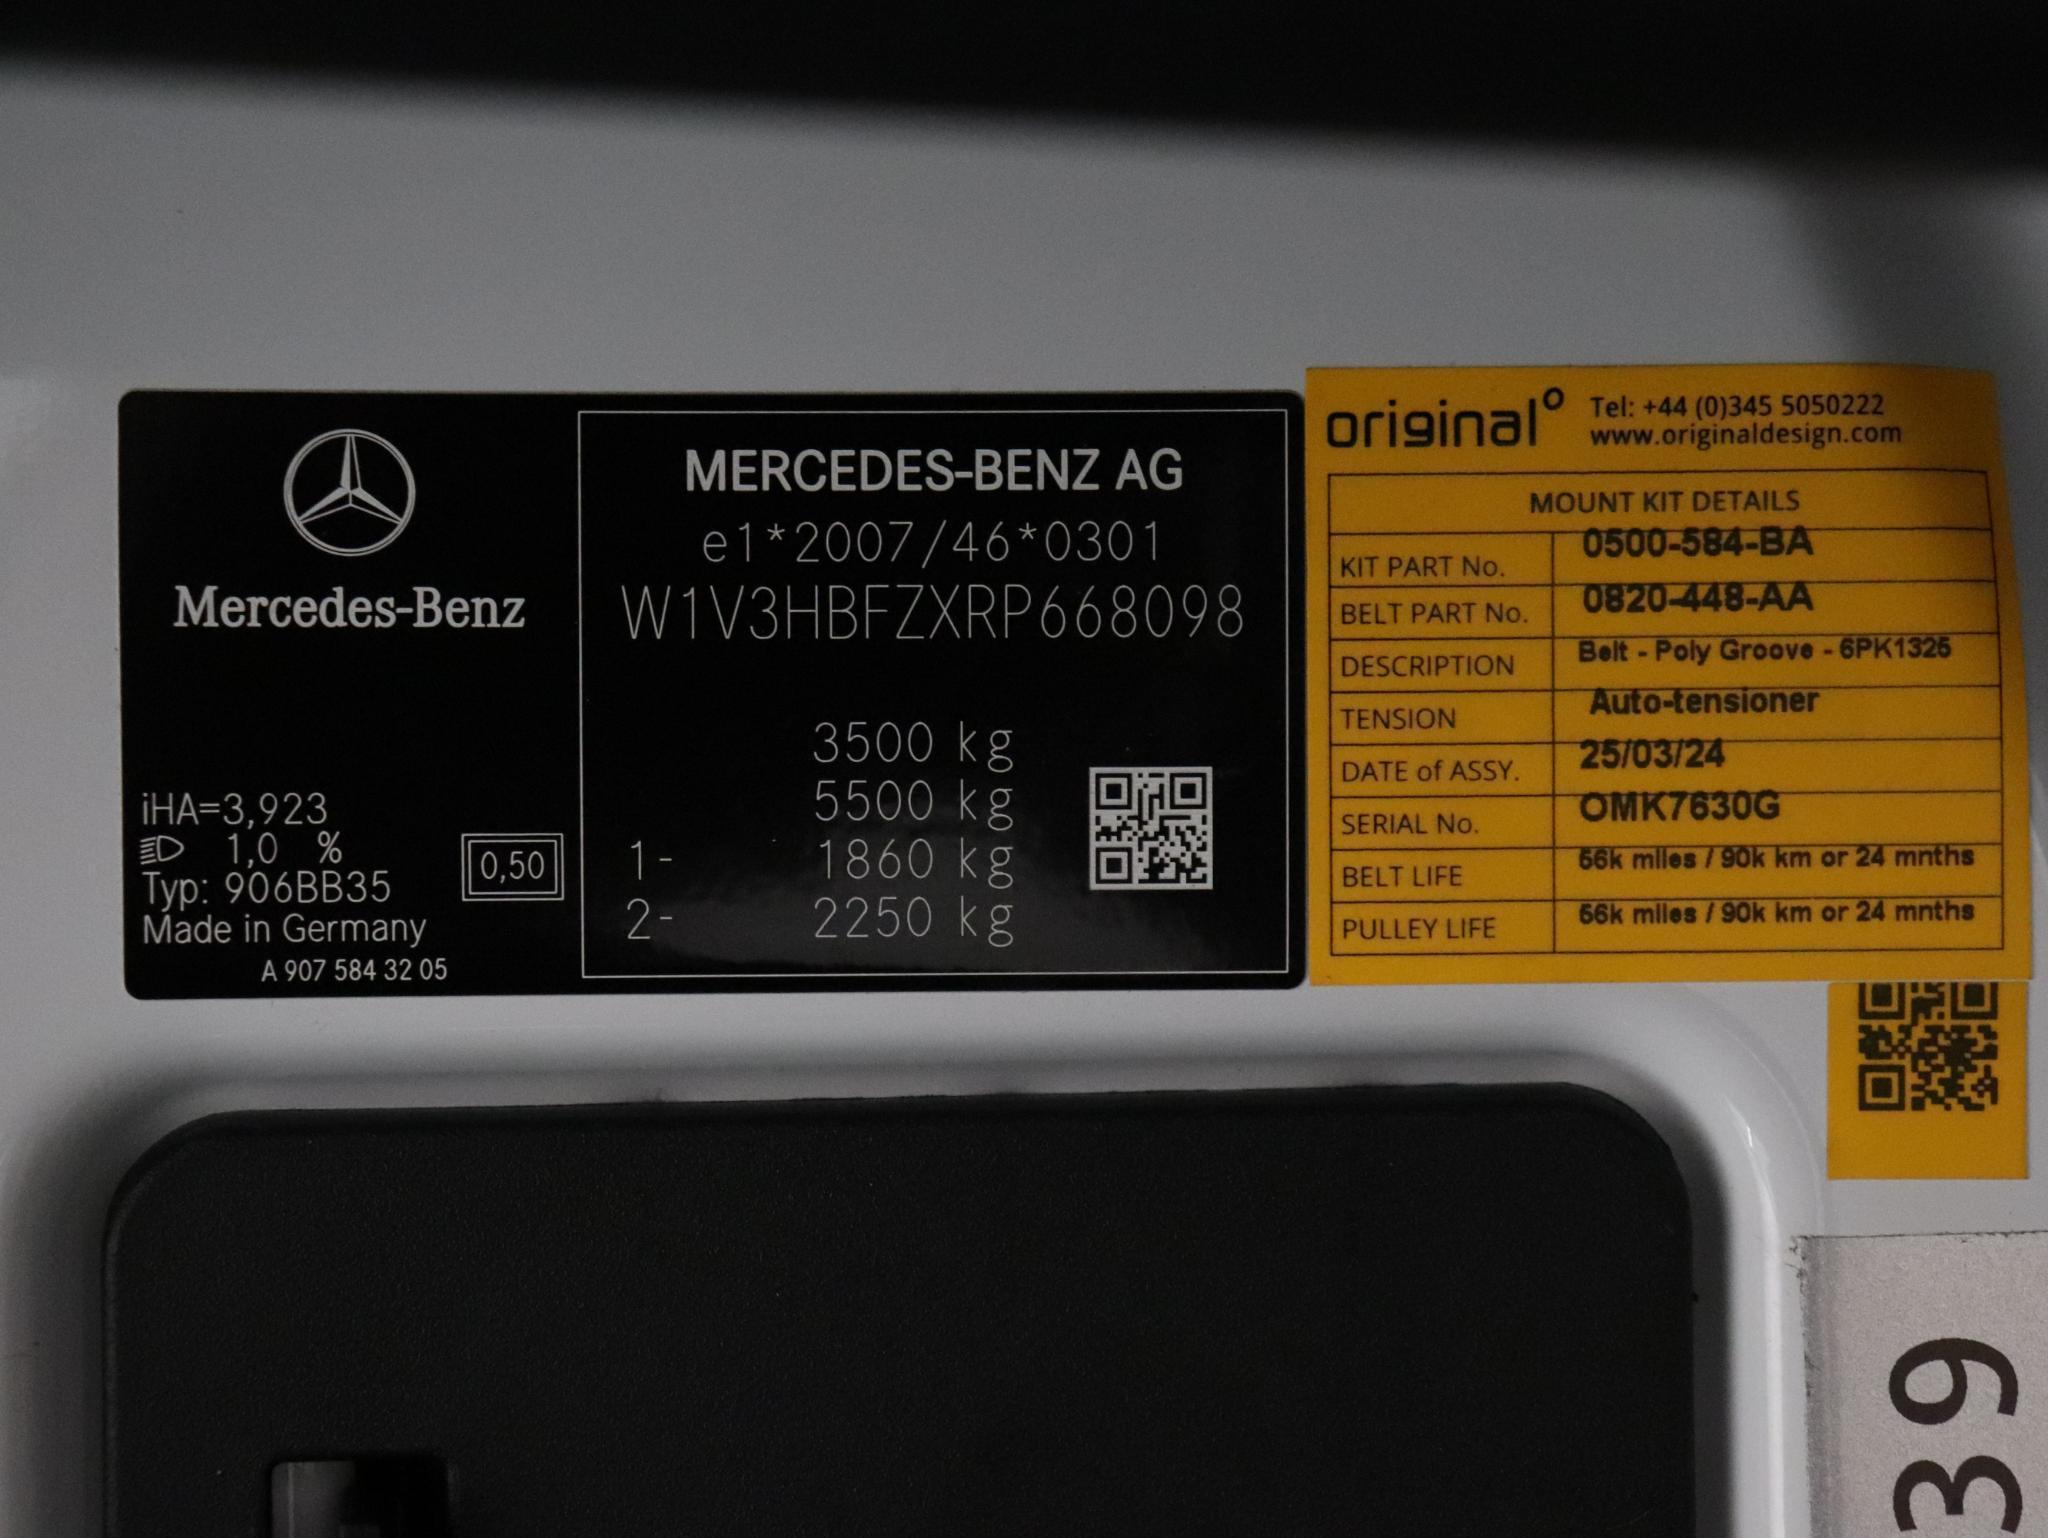 Mercedes-Benz
iHA=3,923
1,0 %
Typ: 906BB35
Made in Germany
A 907 584 32 05
0,50
MERCEDES-BENZ AG
e1*2007/46*0301
W1V3HBFZXRP668098
3500 kg
5500 kg
1- 1860 kg
2- 2250 kg
original°
Tel: +44 (0)345 5050222
www.originaldesign.com
MOUNT KIT DETAILS
KIT PART No. 0500-584-BA
BELT PART No. 0820-448-AA
DESCRIPTION Belt - Poly Groove - 6PK1325
TENSION Auto-tensioner
DATE of ASSY. 25/03/24
SERIAL No. OMK7630G
BELT LIFE 56k miles / 90k km or 24 mnths
PULLEY LIFE 56k miles / 90k km or 24 mnths
39